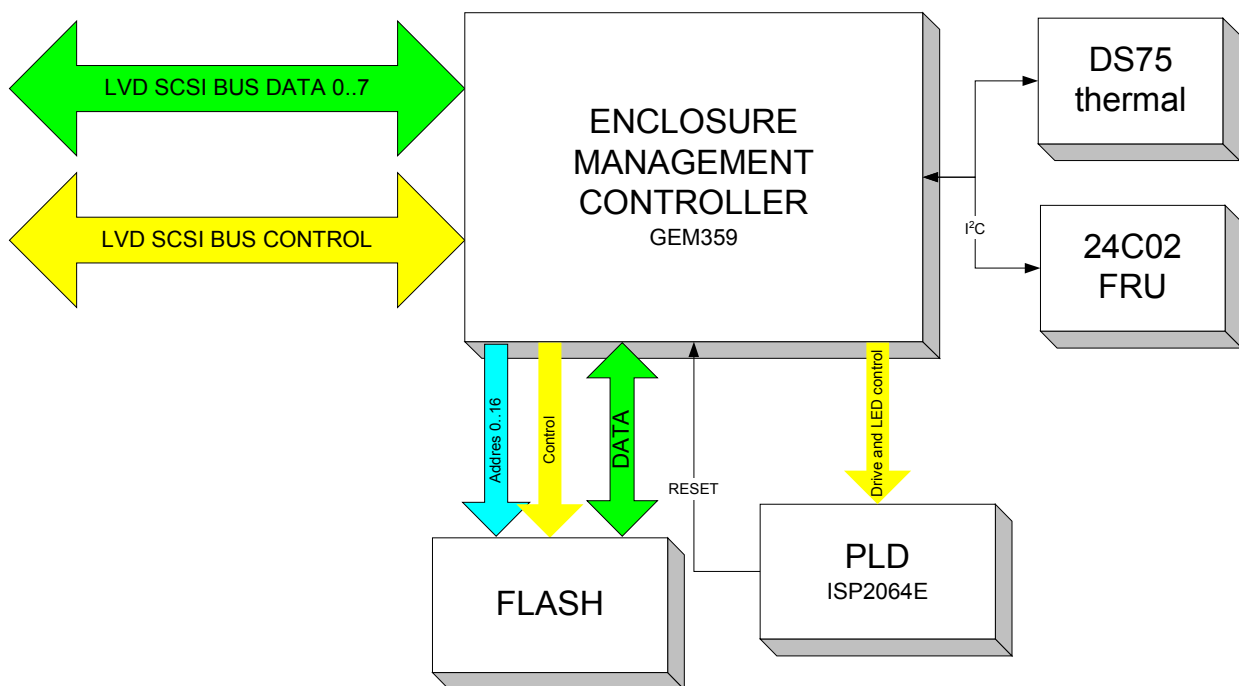 LVD SCSI BUS DATA 0..7
LVD SCSI BUS CONTROL
ENCLOSURE
MANAGEMENT
CONTROLLER
GEM359
DS75
thermal
I²C
24C02
FRU
Addres 0..16
Control
DATA
RESET
Drive and LED control
FLASH
PLD
ISP2064E